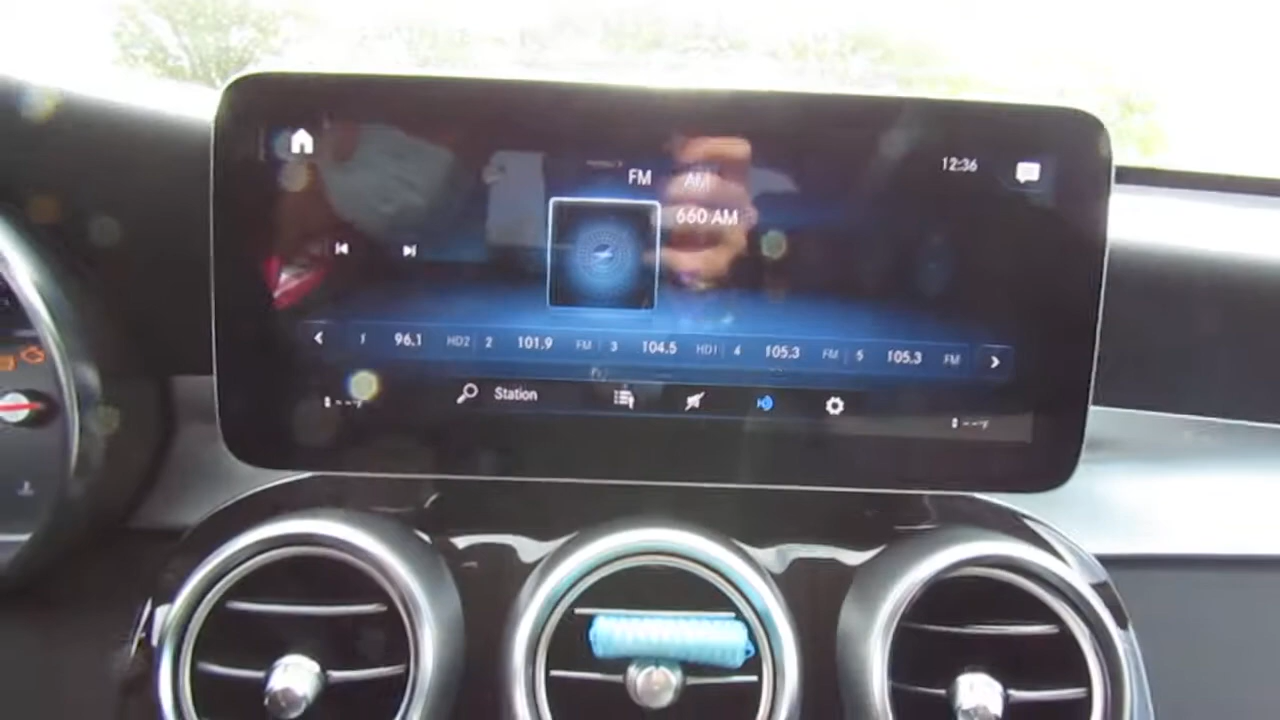 12:36
FM AM
660 AM
1 96.1 HD2 2 101.9 FM 3 104.5 HD1 4 105.3 FM 5 105.3 FM
Station
--°F
--°F